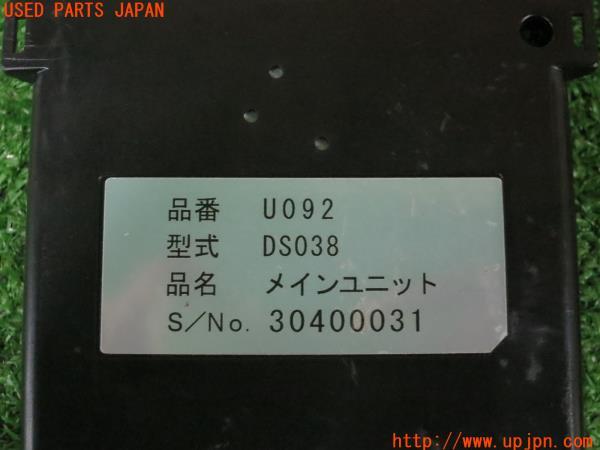 USED PARTS JAPAN
品番 U092
型式 DS038
品名 メインユニット
S/No. 30400031
http://www.upjpn.com/